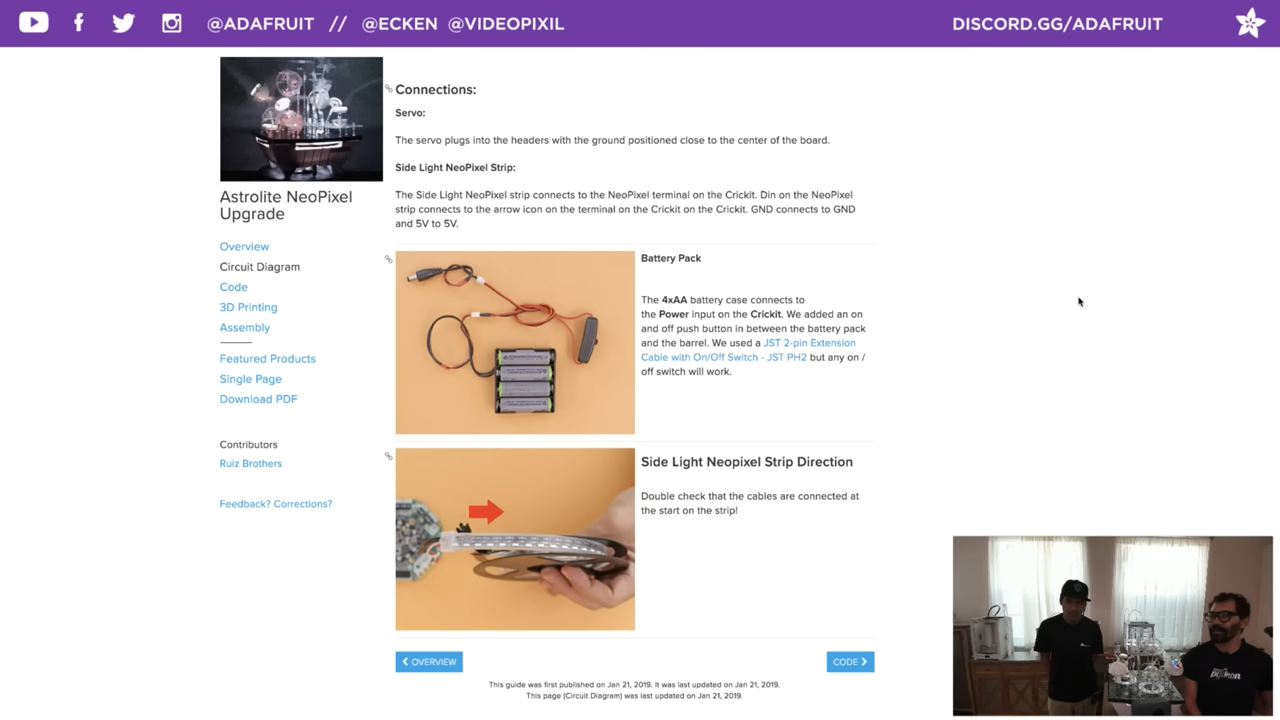 @ADAFRUIT // @ECKEN @VIDEOPIXIL
DISCORD.GG/ADAFRUIT
Astrolite NeoPixel
Upgrade
Overview
Circuit Diagram
Code
3D Printing
Assembly
Featured Products
Single Page
Download PDF
Contributors
Ruiz Brothers
Feedback? Corrections?
Connections:
Servo:
The servo plugs into the headers with the ground positioned close to the center of the board.
Side Light NeoPixel Strip:
The Side Light NeoPixel strip connects to the NeoPixel terminal on the Crickit. Din on the NeoPixel
strip connects to the arrow icon on the terminal on the Crickit on the Crickit. GND connects to GND
and 5V to 5V.
Battery Pack
The 4xAA battery case connects to
the Power input on the Crickit. We added an on
and off push button in between the battery pack
and the barrel. We used a JST 2-pin Extension
Cable with On/Off Switch - JST PH2 but any on /
off switch will work.
Side Light Neopixel Strip Direction
Double check that the cables are connected at
the start on the strip!
OVERVIEW
CODE
This guide was first published on Jan 21, 2019. It was last updated on Jan 21, 2019.
This page (Circuit Diagram) was last updated on Jan 21, 2019.